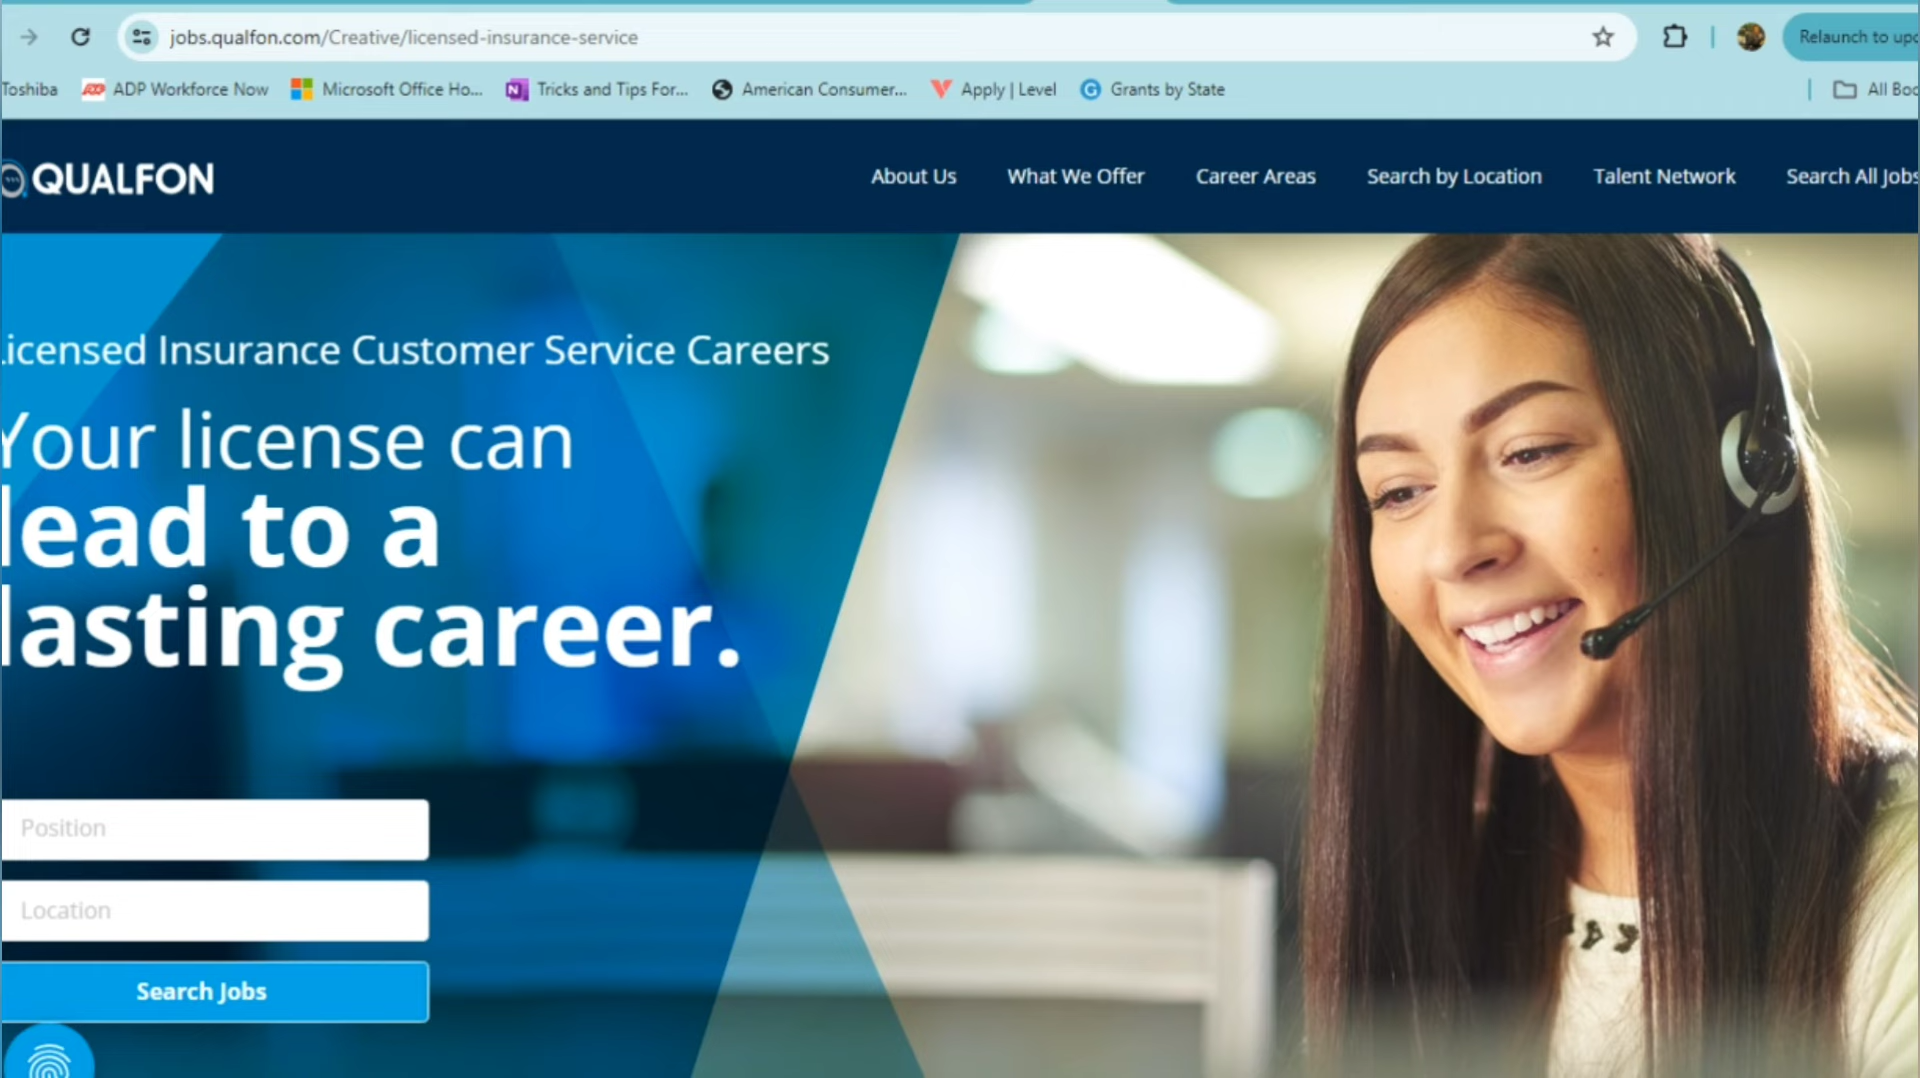 jobs.qualfon.com/Creative/licensed-insurance-service
Relaunch to upd
Toshiba ADP Workforce Now Microsoft Office Ho... Tricks and Tips For... American Consumer... Apply | Level Grants by State All Boo
QUALFON About Us What We Offer Career Areas Search by Location Talent Network Search All Jobs
icensed Insurance Customer Service Careers
Your license can
lead to a
lasting career.
Position
Location
Search Jobs